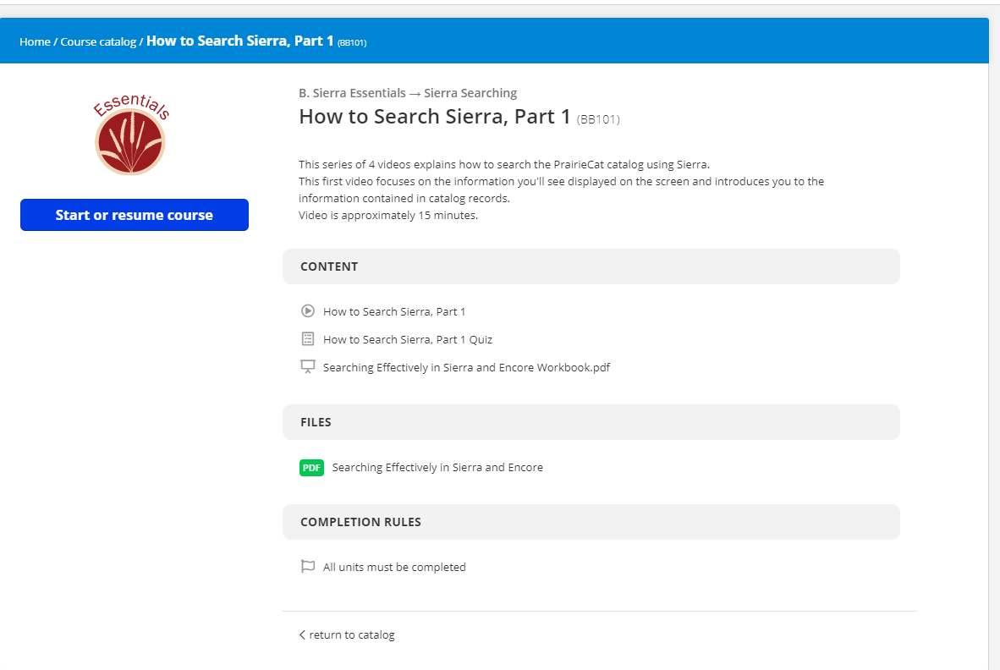 Home / Course catalog / How to Search Sierra, Part 1 (BB101)
Essentials
Start or resume course
B. Sierra Essentials → Sierra Searching
How to Search Sierra, Part 1 (BB101)
This series of 4 videos explains how to search the PrairieCat catalog using Sierra.
This first video focuses on the information you'll see displayed on the screen and introduces you to the
information contained in catalog records.
Video is approximately 15 minutes.
CONTENT
How to Search Sierra, Part 1
How to Search Sierra, Part 1 Quiz
Searching Effectively in Sierra and Encore Workbook.pdf
FILES
PDF Searching Effectively in Sierra and Encore
COMPLETION RULES
All units must be completed
return to catalog